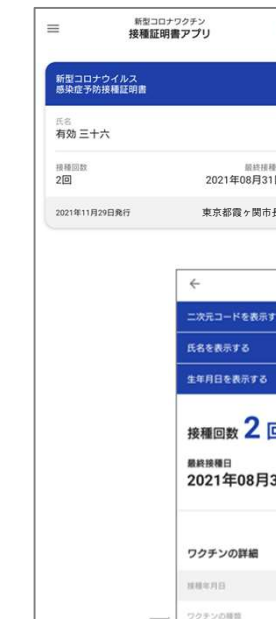 新型コロナワクチン
接種証明書アプリ
新型コロナウイルス
感染症予防接種証明書
氏名
有効 三十六
接種回数
最終接種
2回
2021年08月31
2021年11月29日発行
東京都霞ヶ関市
二次元コードを表示す
氏名を表示する
生年月日を表示する
接種回数 2 回
最終接種日
2021年08月3
ワクチンの詳細
接種年月日
ワクチンの種類